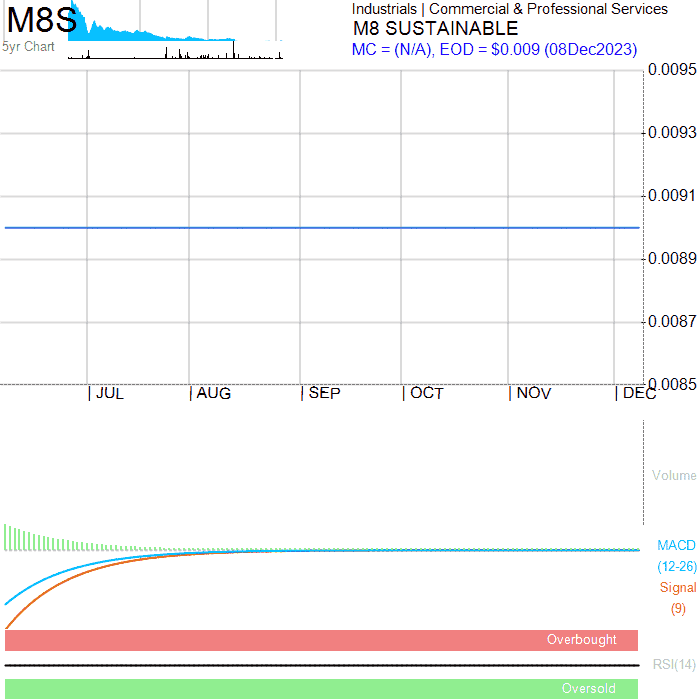 M8S
5yr Chart
Industrials | Commercial & Professional Services
M8 SUSTAINABLE
MC = (N/A), EOD = $0.009 (08Dec2023)
0.0095
0.0093
0.0091
0.0089
0.0087
0.0085
| JUL | AUG | SEP | OCT | NOV | DEC
Volume
MACD
(12-26)
Signal
(9)
Overbought
RSI(14)
Oversold